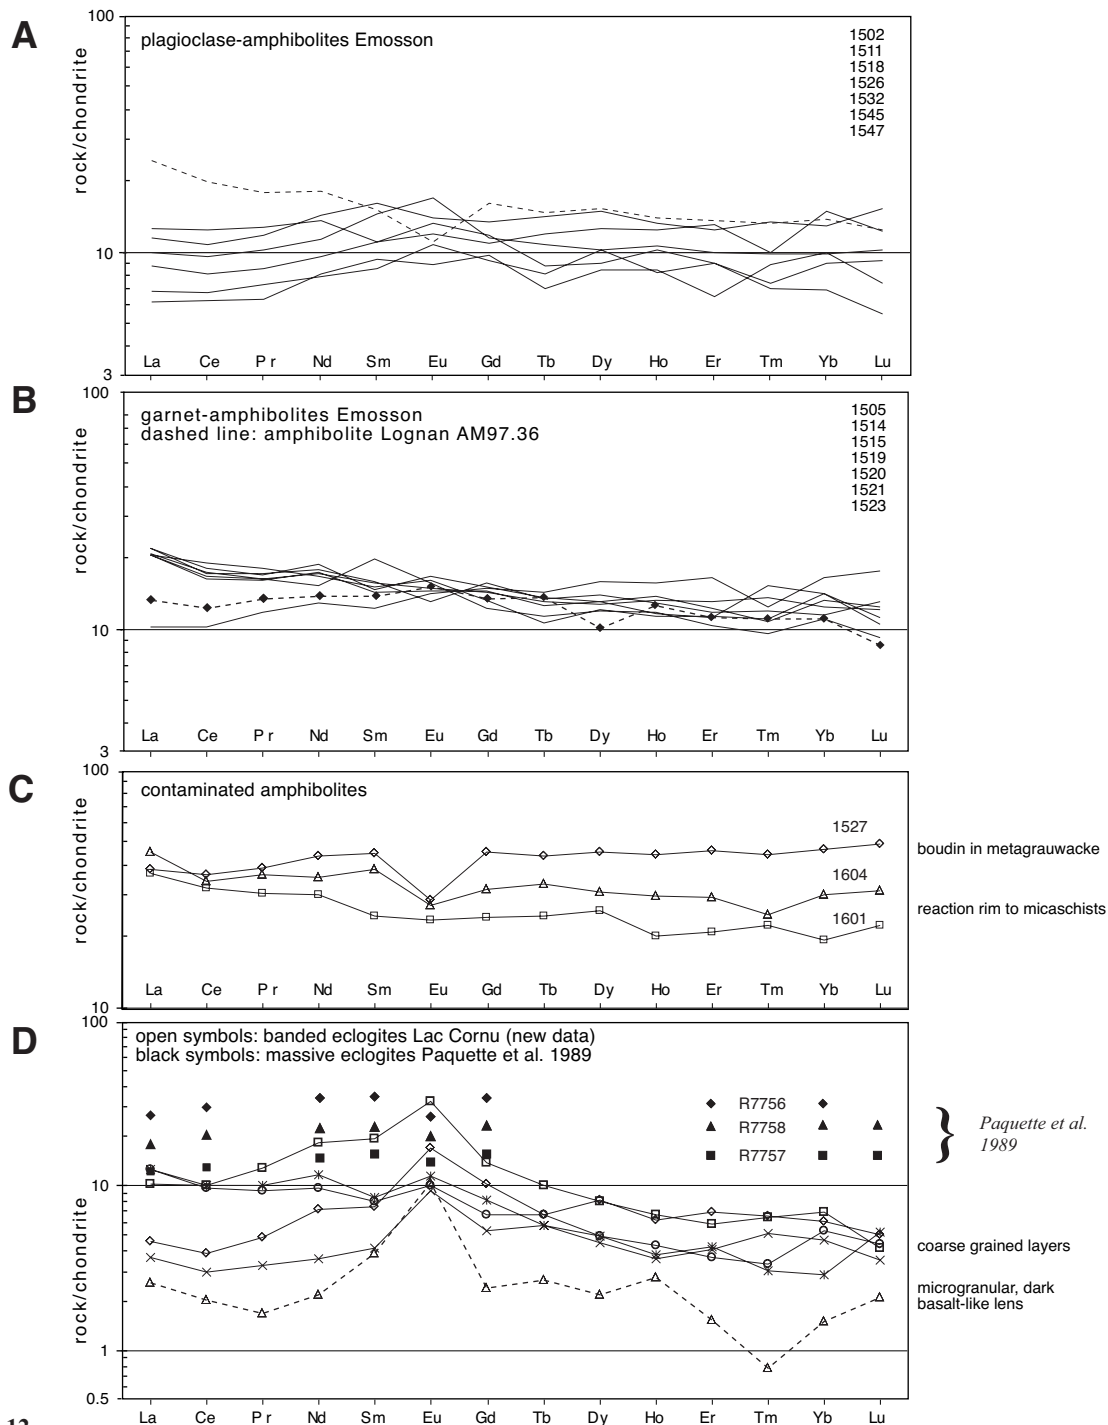 A
100
plagioclase-amphibolites Emosson
1502
1511
1518
1526
1532
1545
1547
rock/chondrite
10
La Ce Pr Nd Sm Eu Gd Tb Dy Ho Er Tm Yb Lu
3
B
100
garnet-amphibolites Emosson
dashed line: amphibolite Lognan AM97.36
1505
1514
1515
1519
1520
1521
1523
rock/chondrite
10
La Ce Pr Nd Sm Eu Gd Tb Dy Ho Er Tm Yb Lu
3
C
100
contaminated amphibolites
1527
boudin in metagrauwacke
1604
reaction rim to micaschists
1601
rock/chondrite
La Ce Pr Nd Sm Eu Gd Tb Dy Ho Er Tm Yb Lu
10
D
100
open symbols: banded eclogites Lac Cornu (new data)
black symbols: massive eclogites Paquette et al. 1989
R7756
R7758
R7757
} Paquette et al.
1989
10
rock/chondrite
coarse grained layers
microgranular, dark
basalt-like lens
1
0.5
La Ce Pr Nd Sm Eu Gd Tb Dy Ho Er Tm Yb Lu